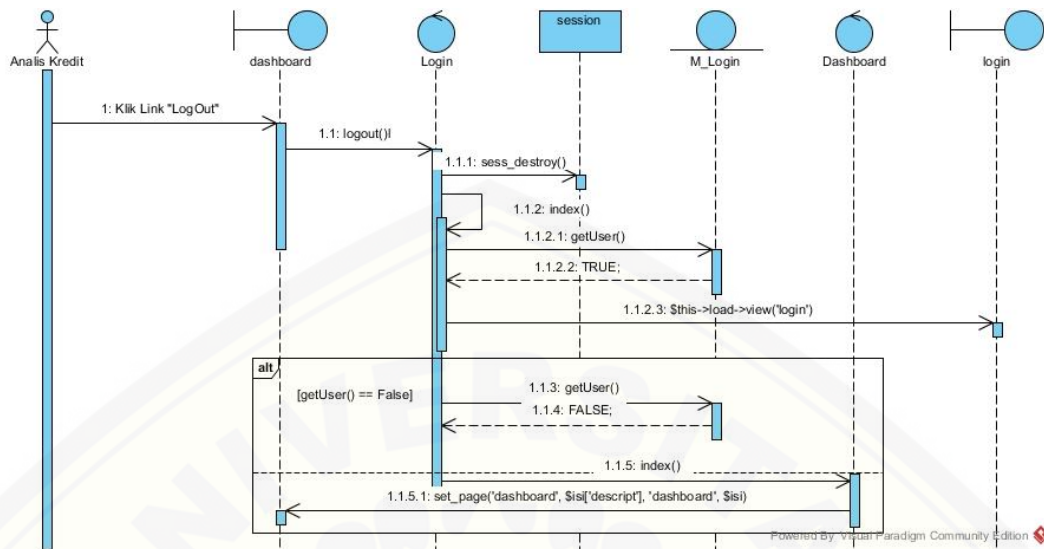 session
Analis Kredit
dashboard
Login
M_Login
Dashboard
login
1: Klik Link "LogOut"
1.1: logout()l
1.1.1: sess_destroy()
1.1.2: index()
1.1.2.1: getUser()
1.1.2.2: TRUE;
1.1.2.3: $this->load->view('login')
alt
[getUser() == False]
1.1.3: getUser()
1.1.4: FALSE;
1.1.5: index()
1.1.5.1: set_page('dashboard', $isi['descript'], 'dashboard', $isi)
Powered By Visual Paradigm Community Edition
NIVERSITA